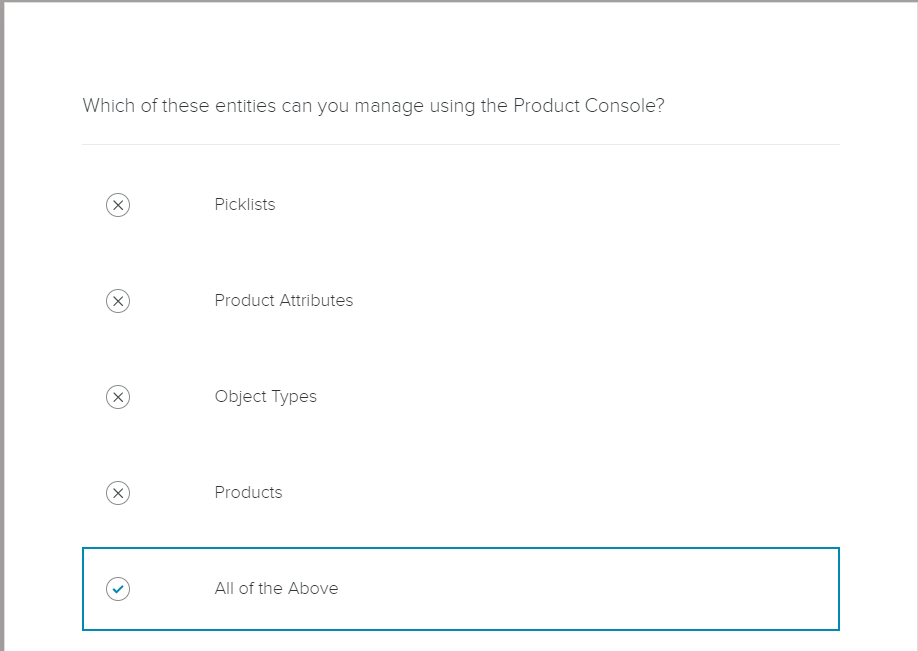 Which of these entities can you manage using the Product Console?
Picklists
Product Attributes
Object Types
Products
All of the Above